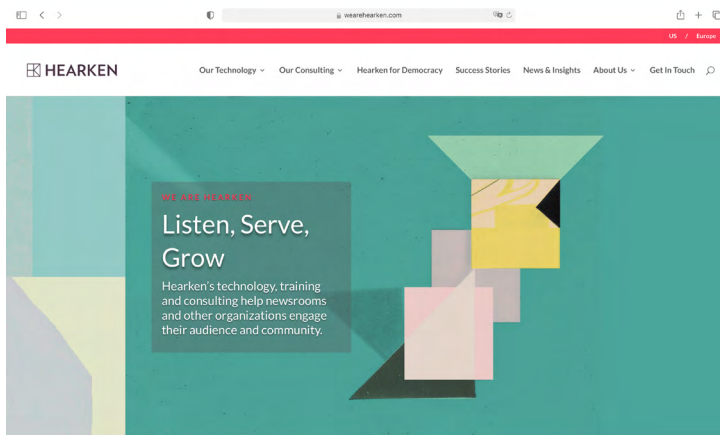 wearehearken.com
US / Europe
HEARKEN
Our Technology Our Consulting Hearken for Democracy Success Stories News & Insights About Us Get In Touch
WE ARE HEARKEN
Listen, Serve,
Grow
Hearken's technology, training
and consulting help newsrooms
and other organizations engage
their audience and community.